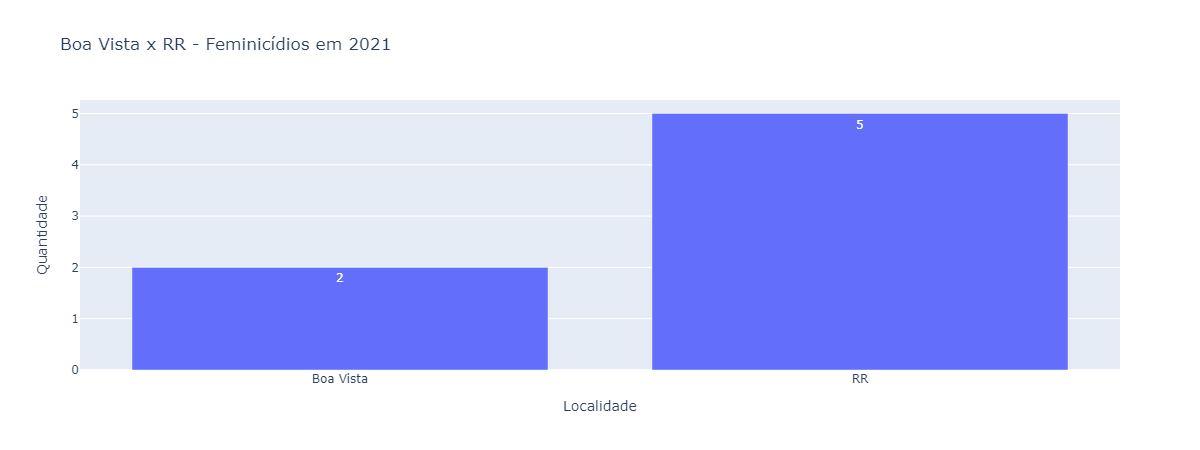 Boa Vista x RR - Feminicídios em 2021
Quantidade
5
4
3
2
1
0
2
5
Boa Vista
RR
Localidade